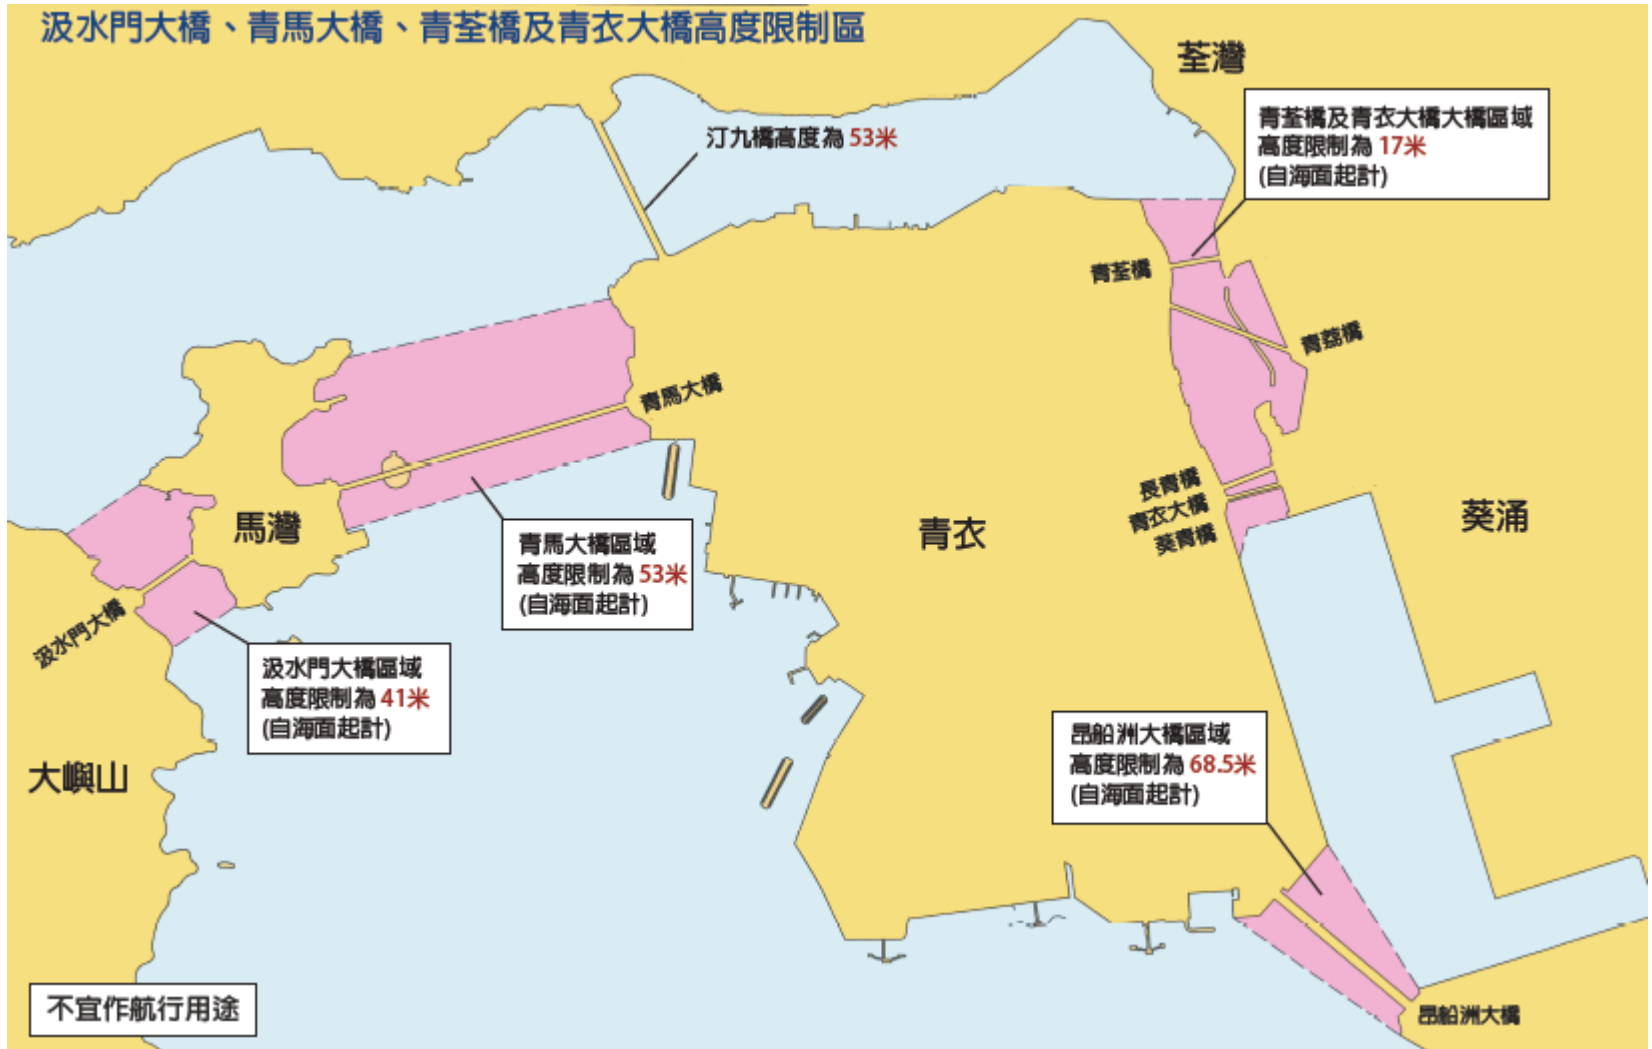 汲水門大橋、青馬大橋、青荃橋及青衣大橋高度限制區
荃灣
青荃橋及青衣大橋大橋區域
高度限制為 17米
(自海面起計)
汀九橋高度為 53米
青荃橋
青荔橋
青馬大橋
長青橋
青衣大橋
葵青橋
葵涌
馬灣
青衣
青馬大橋區域
高度限制為 53米
(自海面起計)
汲水門大橋
汲水門大橋區域
高度限制為 41米
(自海面起計)
大嶼山
昂船洲大橋區域
高度限制為 68.5米
(自海面起計)
不宜作航行用途
昂船洲大橋